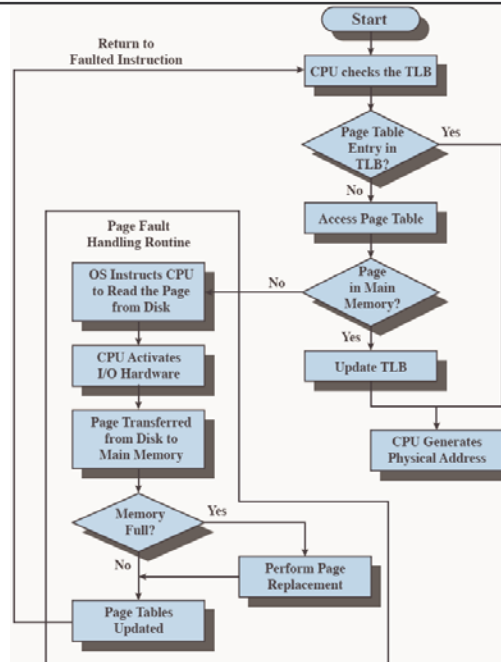 Start
Return to
Faulted Instruction
CPU checks the TLB
Page Table
Entry in
TLB?
Yes
No
Access Page Table
Page Fault
Handling Routine
OS Instructs CPU
to Read the Page
from Disk
No
Page
in Main
Memory?
Yes
CPU Activates
I/O Hardware
Update TLB
Page Transferred
from Disk to
Main Memory
CPU Generates
Physical Address
Memory
Full?
Yes
No
Perform Page
Replacement
Page Tables
Updated